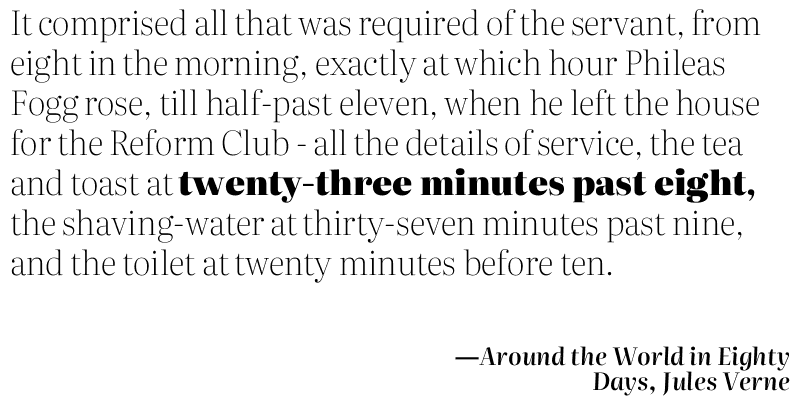 It comprised all that was required of the servant, from
eight in the morning, exactly at which hour Phileas
Fogg rose, till half-past eleven, when he left the house
for the Reform Club - all the details of service, the tea
and toast at twenty-three minutes past eight,
the shaving-water at thirty-seven minutes past nine,
and the toilet at twenty minutes before ten.
—Around the World in Eighty
Days, Jules Verne